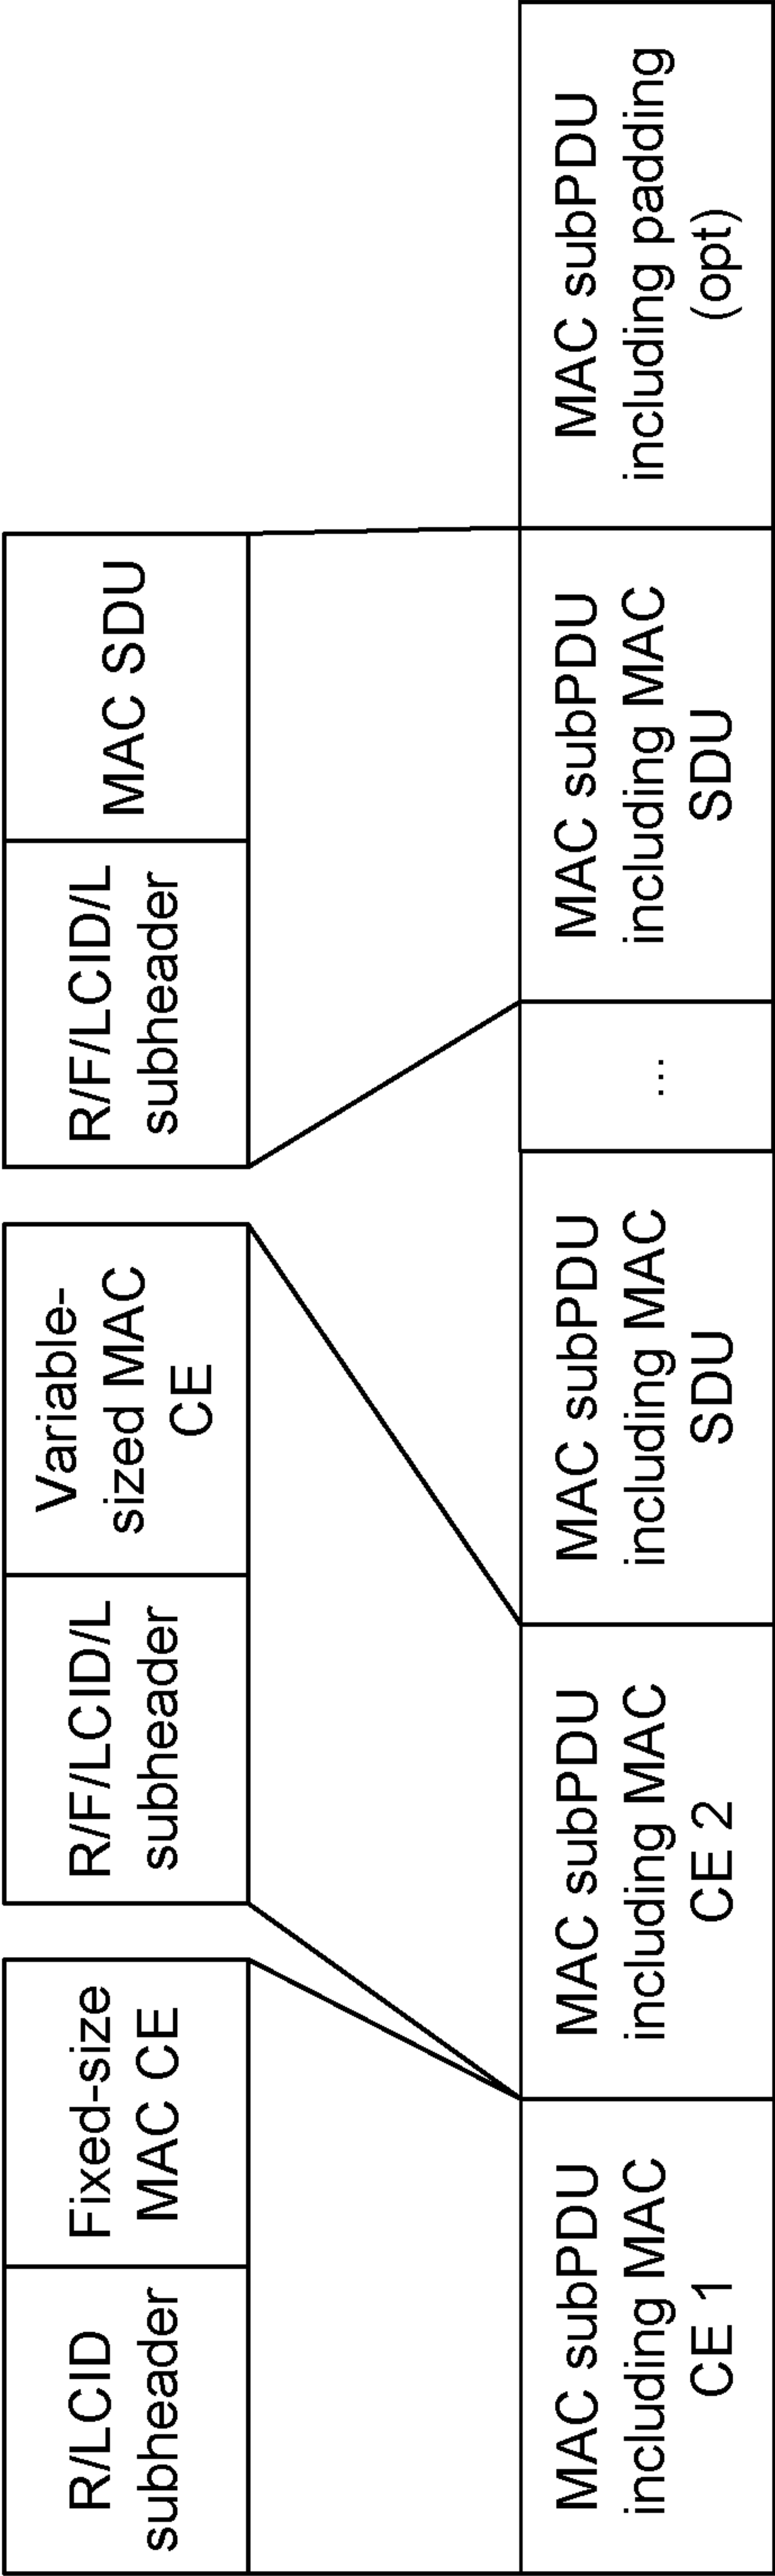 R/LCID
subheader
Fixed-size
MAC CE
R/F/LCID/L
subheader
Variable-
sized MAC
CE
R/F/LCID/L
subheader
MAC SDU
MAC subPDU
including MAC
CE 1
MAC subPDU
including MAC
CE 2
MAC subPDU
including MAC
SDU
...
MAC subPDU
including MAC
SDU
MAC subPDU
including padding
(opt)